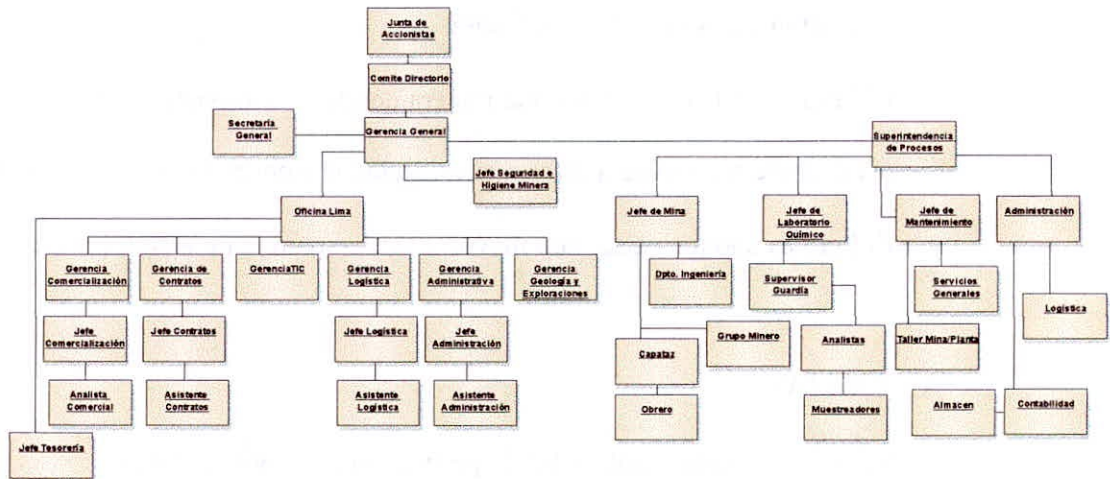 Junta de
Accionistas
Comite Directorio
Secretaría
General
Gerencia General
Superintendencia
de Procesos
Jefe Seguridad e
Higiene Minera
Oficina Lima
Jefe de Mina
Jefe de
Laboratorio
Químico
Jefe de
Mantenimiento
Administración
Gerencia
Comercialización
Gerencia de
Contratos
GerenciaTIC
Gerencia
Logística
Gerencia
Administrativa
Gerencia
Geología y
Exploraciones
Dpto. Ingeniería
Supervisor
Guardia
Servicios
Generales
Logística
Jefe
Comercialización
Jefe Contratos
Jefe Logística
Jefe
Administración
Capataz
Grupo Minero
Analistas
Taller Mina/Planta
Analista
Comercial
Asistente
Contratos
Asistente
Logística
Asistente
Administración
Obrero
Muestreadores
Almacen
Contabilidad
Jefe Tesorería